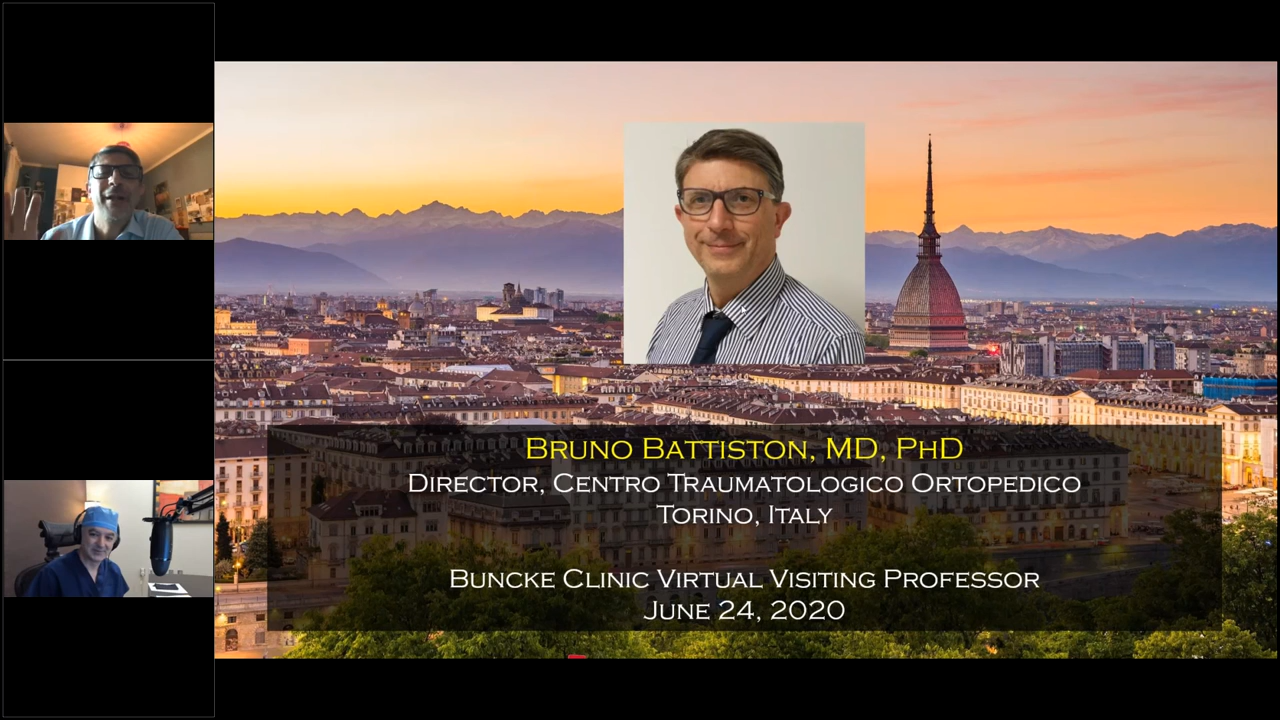 Bruno Battiston, MD, PhD
Director, Centro Traumatologico Ortopedico
Torino, Italy
Buncke Clinic Virtual Visiting Professor
June 24, 2020